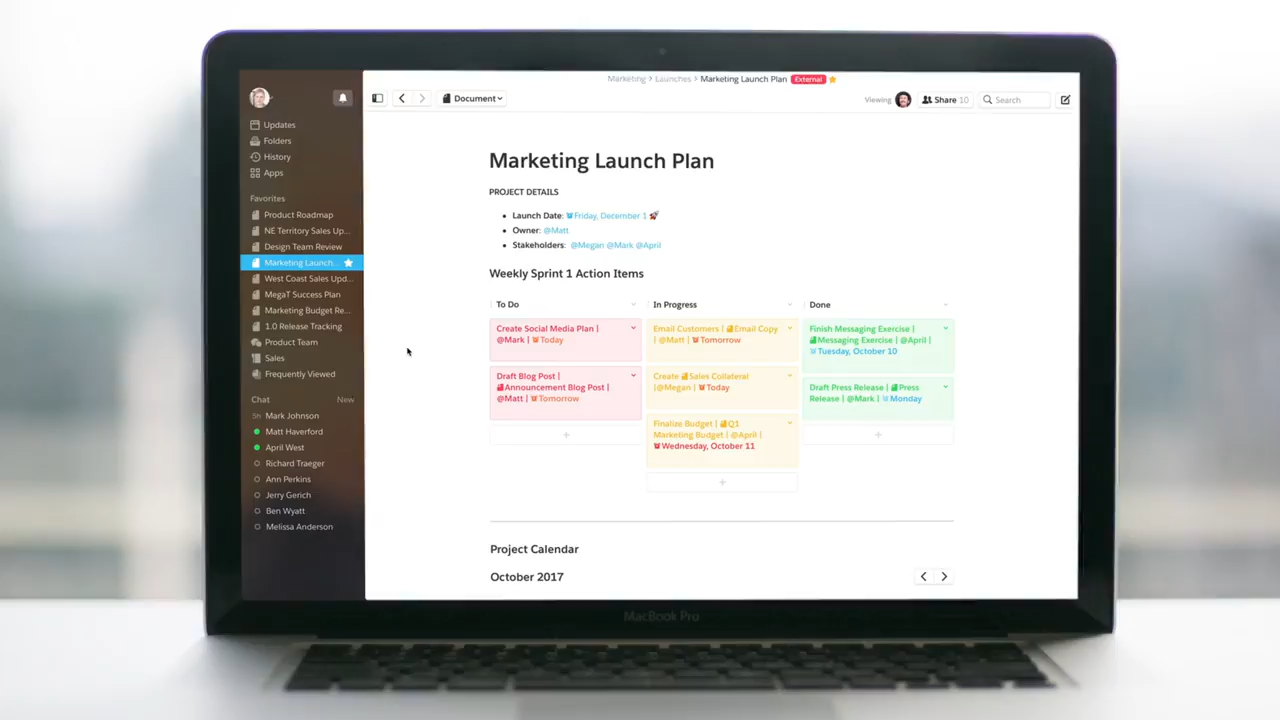 Marketing > Launches > Marketing Launch Plan External
Document
Viewing
Share 10
Search
Updates
Folders
History
Apps
Favorites
Product Roadmap
NE Territory Sales Up...
Design Team Review
Marketing Launch...
West Coast Sales Upd...
MegaT Success Plan
Marketing Budget Re...
1.0 Release Tracking
Product Team
Sales
Frequently Viewed
Chat New
5h Mark Johnson
Matt Haverford
April West
Richard Traeger
Ann Perkins
Jerry Gerich
Ben Wyatt
Melissa Anderson
Marketing Launch Plan
PROJECT DETAILS
• Launch Date: Friday, December 1 🚀
• Owner: @Matt
• Stakeholders: @Megan @Mark @April
Weekly Sprint 1 Action Items
To Do
Create Social Media Plan |
@Mark | Today
Draft Blog Post |
Announcement Blog Post |
@Matt | Tomorrow
In Progress
Email Customers | Email Copy
| @Matt | Tomorrow
Create Sales Collateral
|@Megan | Today
Finalize Budget | Q1
Marketing Budget | @April |
Wednesday, October 11
Done
Finish Messaging Exercise |
Messaging Exercise | @April |
Tuesday, October 10
Draft Press Release | Press
Release | @Mark | Monday
Project Calendar
October 2017
MacBook Pro